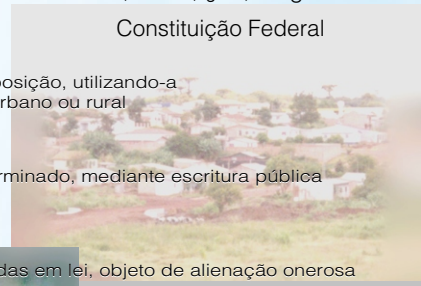 Constituição Federal
posição, utilizando-a
rbano ou rural
rminado, mediante escritura pública
das em lei, objeto de alienação onerosa